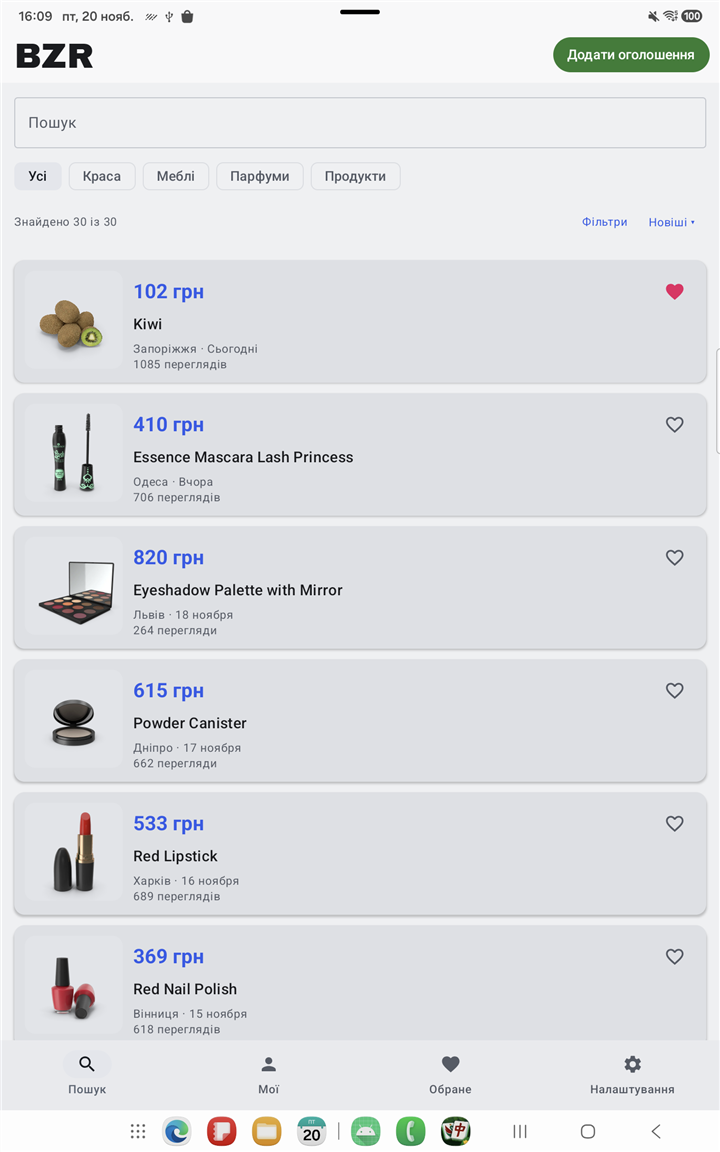 16:09 пт, 20 нояб. 100
BZR
Додати оголошення
Пошук
Усі Краса Меблі Парфуми Продукти
Знайдено 30 із 30 Фільтри Новіші
102 грн
Kiwi
Запоріжжя · Сьогодні
1085 переглядів
410 грн
Essence Mascara Lash Princess
Одеса · Вчора
706 переглядів
820 грн
Eyeshadow Palette with Mirror
Львів · 18 ноября
264 перегляди
615 грн
Powder Canister
Дніпро · 17 ноября
662 перегляди
533 грн
Red Lipstick
Харків · 16 ноября
689 переглядів
369 грн
Red Nail Polish
Вінниця · 15 ноября
618 переглядів
Пошук Мої Обране Налаштування
ПТ
20
中